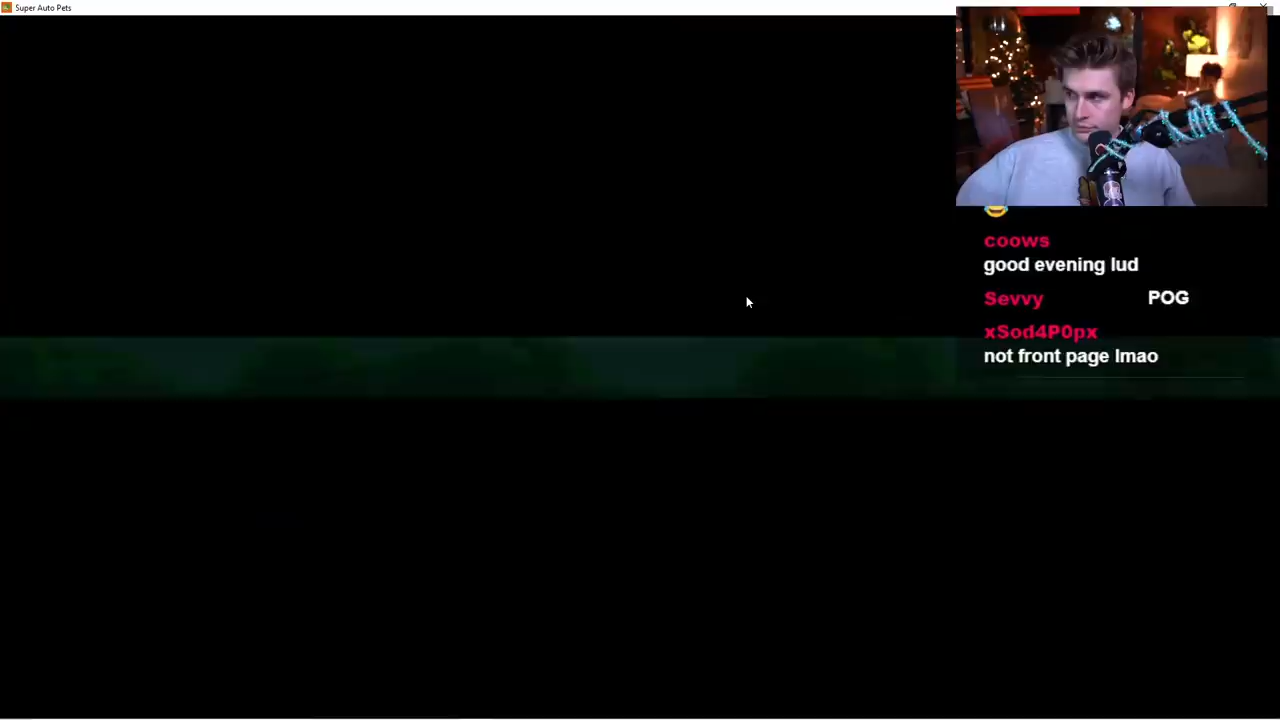 Super Auto Pets
coows
good evening lud
Sevvy POG
xSod4P0px
not front page lmao